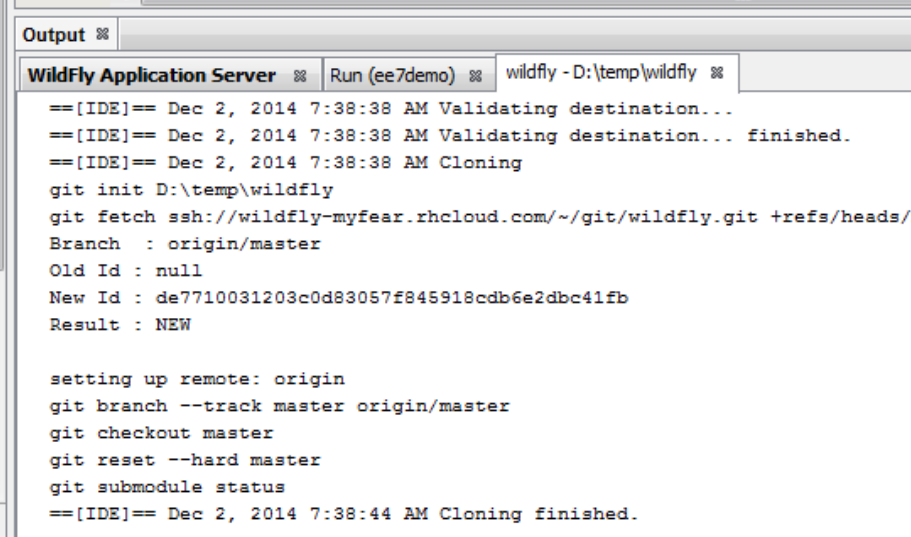 Output
WildFly Application Server Run (ee7demo) wildfly - D:\temp\wildfly
==[IDE]== Dec 2, 2014 7:38:38 AM Validating destination...
==[IDE]== Dec 2, 2014 7:38:38 AM Validating destination... finished.
==[IDE]== Dec 2, 2014 7:38:38 AM Cloning
git init D:\temp\wildfly
git fetch ssh://wildfly-myfear.rhcloud.com/~/git/wildfly.git +refs/heads/
Branch  : origin/master
Old Id : null
New Id : de7710031203c0d83057f845918cdb6e2dbc41fb
Result : NEW
setting up remote: origin
git branch --track master origin/master
git checkout master
git reset --hard master
git submodule status
==[IDE]== Dec 2, 2014 7:38:44 AM Cloning finished.